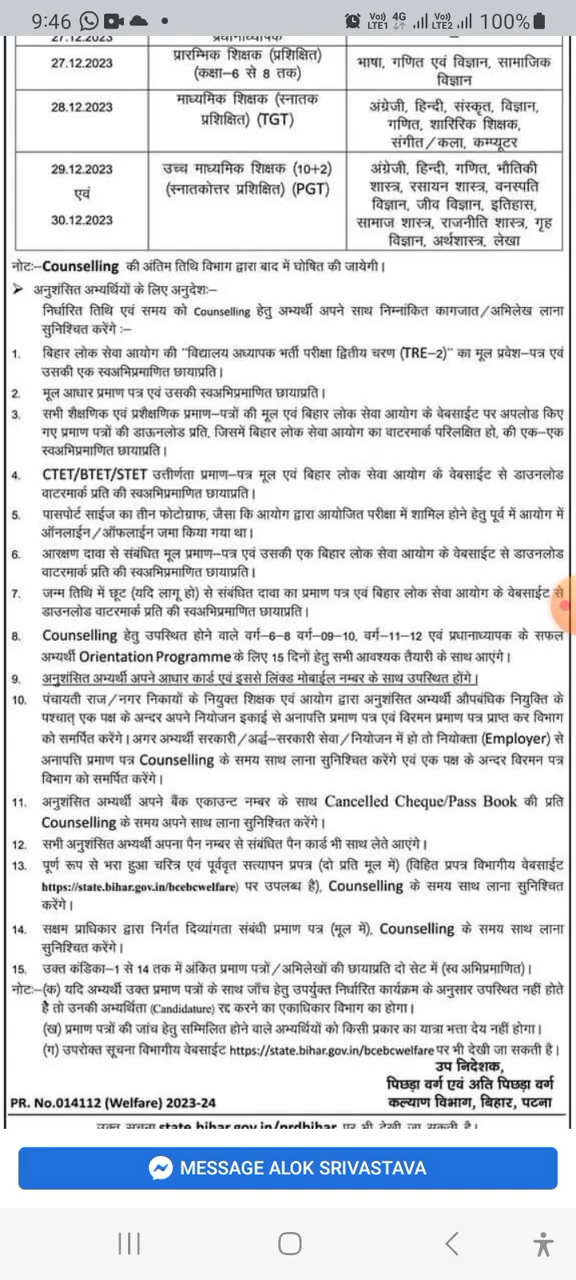 9:46
Vo)) 4G LTE1 Vo)) LTE2 100%
27.12.2023 प्रधानाध्यापक –
27.12.2023
प्रारम्भिक शिक्षक (प्रशिक्षित)
(कक्षा-6 से 8 तक)
भाषा, गणित एवं विज्ञान, सामाजिक
विज्ञान
28.12.2023
माध्यमिक शिक्षक (स्नातक
प्रशिक्षित) (TGT)
अंग्रेजी, हिन्दी, संस्कृत, विज्ञान,
गणित, शारिरिक शिक्षक,
संगीत/कला, कम्प्यूटर
29.12.2023
एवं
30.12.2023
उच्च माध्यमिक शिक्षक (10+2)
(स्नातकोत्तर प्रशिक्षित) (PGT)
अंग्रेजी, हिन्दी, गणित, भौतिकी
शास्त्र, रसायन शास्त्र, वनस्पति
विज्ञान, जीव विज्ञान, इतिहास,
सामाज शास्त्र, राजनीति शास्त्र, गृह
विज्ञान, अर्थशास्त्र, लेखा
नोटः–Counselling की अंतिम तिथि विभाग द्वारा बाद में घोषित की जायेगी।
➤ अनुशंसित अभ्यर्थियों के लिए अनुदेशः–
निर्धारित तिथि एवं समय को Counselling हेतु अभ्यर्थी अपने साथ निम्नांकित कागजात/अभिलेख लाना
सुनिश्चित करेंगे :–
1. बिहार लोक सेवा आयोग की "विद्यालय अध्यापक भर्ती परीक्षा द्वितीय चरण (TRE-2)" का मूल प्रवेश-पत्र एवं
उसकी एक स्वअभिप्रमाणित छायाप्रति।
2. मूल आधार प्रमाण पत्र एवं उसकी स्वअभिप्रमाणित छायाप्रति।
3. सभी शैक्षणिक एवं प्रशैक्षणिक प्रमाण-पत्रों की मूल एवं बिहार लोक सेवा आयोग के वेबसाईट पर अपलोड किए
गए प्रमाण पत्रों की डाऊनलोड प्रति, जिसमें बिहार लोक सेवा आयोग का वाटरमार्क परिलक्षित हो, की एक-एक
स्वअभिप्रमाणित छायाप्रति।
4. CTET/BTET/STET उत्तीर्णता प्रमाण-पत्र मूल एवं बिहार लोक सेवा आयोग के वेबसाईट से डाउनलोड
वाटरमार्क प्रति की स्वअभिप्रमाणित छायाप्रति।
5. पासपोर्ट साईज का तीन फोटोग्राफ, जैसा कि आयोग द्वारा आयोजित परीक्षा में शामिल होने हेतु पूर्व में आयोग में
ऑनलाईन/ऑफलाईन जमा किया गया था।
6. आरक्षण दावा से संबंधित मूल प्रमाण-पत्र एवं उसकी एक बिहार लोक सेवा आयोग के वेबसाईट से डाउनलोड
वाटरमार्क प्रति की स्वअभिप्रमाणित छायाप्रति।
7. जन्म तिथि में छूट (यदि लागू हो) से संबंधित दावा का प्रमाण पत्र एवं बिहार लोक सेवा आयोग के वेबसाईट से
डाउनलोड वाटरमार्क प्रति की स्वअभिप्रमाणित छायाप्रति।
8. Counselling हेतु उपस्थित होने वाले वर्ग-6-8 वर्ग-09-10, वर्ग-11-12 एवं प्रधानाध्यापक के सफल
अभ्यर्थी Orientation Programme के लिए 15 दिनों हेतु सभी आवश्यक तैयारी के साथ आएंगे।
9. अनुशंसित अभ्यर्थी अपने आधार कार्ड एवं इससे लिंक्ड मोबाईल नम्बर के साथ उपस्थित होंगे।
10. पंचायती राज/नगर निकायों के नियुक्त शिक्षक एवं आयोग द्वारा अनुशंसित अभ्यर्थी औपबंधिक नियुक्ति के
पश्चात् एक पक्ष के अन्दर अपने नियोजन इकाई से अनापत्ति प्रमाण पत्र एवं विरमन प्रमाण पत्र प्राप्त कर विभाग
को समर्पित करेंगे। अगर अभ्यर्थी सरकारी/अर्द्ध-सरकारी सेवा/नियोजन में हो तो नियोक्ता (Employer) से
अनापत्ति प्रमाण पत्र Counselling के समय साथ लाना सुनिश्चित करेंगे एवं एक पक्ष के अन्दर विरमन पत्र
विभाग को समर्पित करेंगे।
11. अनुशंसित अभ्यर्थी अपने बैंक एकाउन्ट नम्बर के साथ Cancelled Cheque/Pass Book की प्रति
Counselling के समय अपने साथ लाना सुनिश्चित करेंगे।
12. सभी अनुशंसित अभ्यर्थी अपना पैन नम्बर से संबंधित पैन कार्ड भी साथ लेते आएंगे।
13. पूर्ण रूप से भरा हुआ चरित्र एवं पूर्ववृत सत्यापन प्रपत्र (दो प्रति मूल में) (विहित प्रपत्र विभागीय वेबसाईट
https://state.bihar.gov.in/bcebcwelfare) पर उपलब्ध है), Counselling के समय साथ लाना सुनिश्चित
करेंगे।
14. सक्षम प्राधिकार द्वारा निर्गत दिव्यांगता संबंधी प्रमाण पत्र (मूल में), Counselling के समय साथ लाना
सुनिश्चित करेंगे।
15. उक्त कंडिका-1 से 14 तक में अंकित प्रमाण पत्रों/अभिलेखों की छायाप्रति दो सेट में (स्व अभिप्रमाणित)।
नोटः–(क) यदि अभ्यर्थी उक्त प्रमाण पत्रों के साथ जाँच हेतु उपर्युक्त निर्धारित कार्यक्रम के अनुसार उपस्थित नहीं होते
है तो उनकी अभ्यर्थिता (Candidature) रद्द करने का एकाधिकार विभाग का होगा।
(ख) प्रमाण पत्रों की जांच हेतु सम्मिलित होने वाले अभ्यर्थियों को किसी प्रकार का यात्रा भत्ता देय नहीं होगा।
(ग) उपरोक्त सूचना विभागीय वेबसाईट https://state.bihar.gov.in/bcebcwelfare पर भी देखी जा सकती है।
उप निदेशक,
पिछड़ा वर्ग एवं अति पिछड़ा वर्ग
PR. No.014112 (Welfare) 2023-24 कल्याण विभाग, बिहार, पटना
उक्त सूचना state.bihar.gov.in/prdbihar पर भी देखी जा सकती है।
MESSAGE ALOK SRIVASTAVA